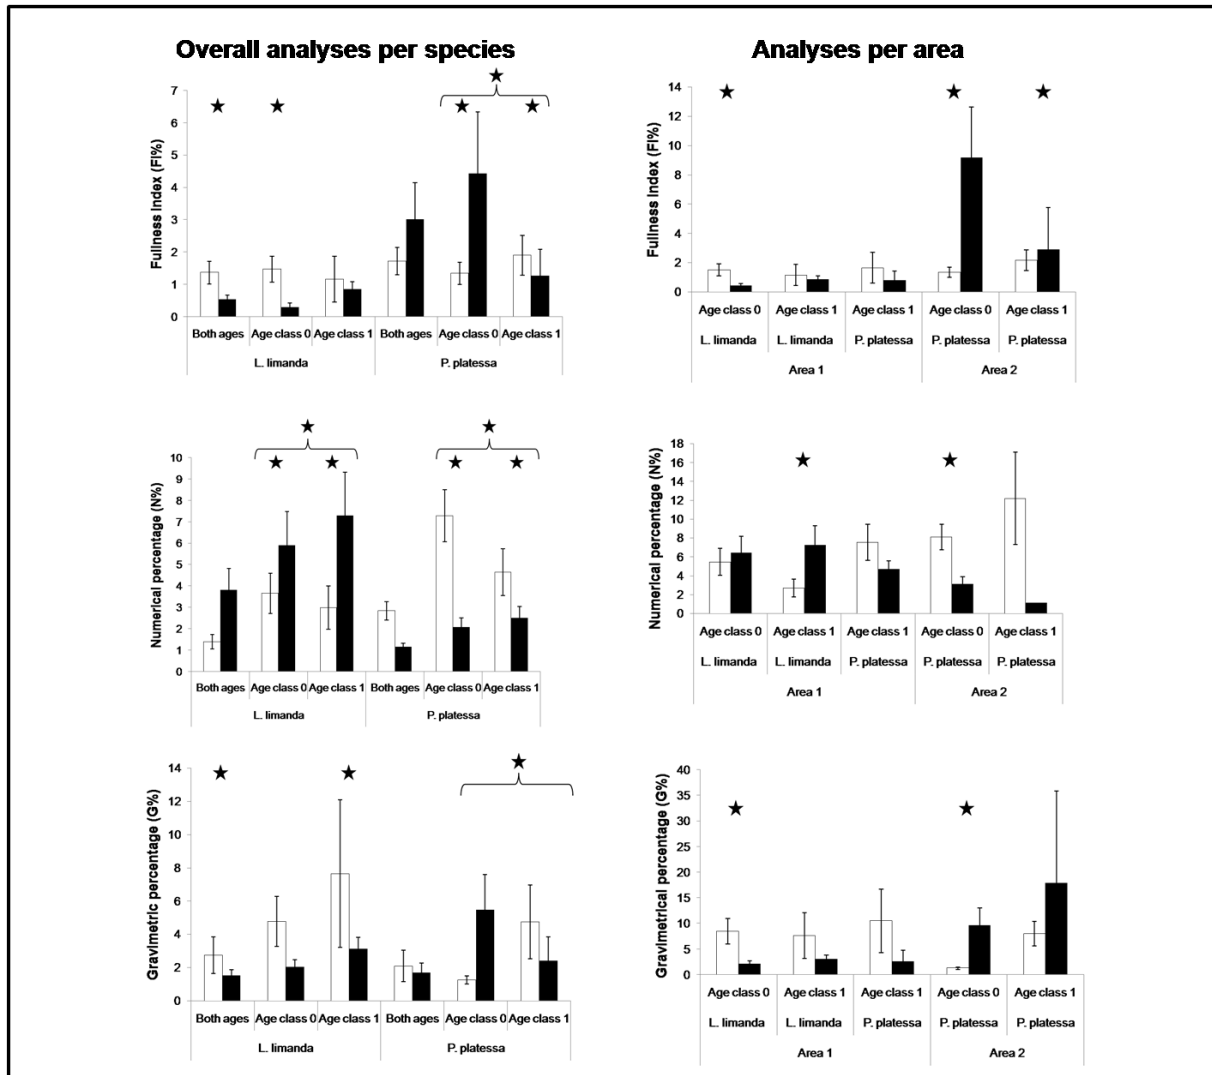 Overall analyses per species
Analyses per area
Fullness Index (FI%)
7
6
5
4
3
2
1
0
Both ages Age class 0 Age class 1 Both ages Age class 0 Age class 1
L. limanda P. platessa
Fullness Index (FI%)
14
12
10
8
6
4
2
0
Age class 0 Age class 1 Age class 1 Age class 0 Age class 1
L. limanda L. limanda P. platessa P. platessa P. platessa
Area 1 Area 2
Numerical percentage (N%)
10
9
8
7
6
5
4
3
2
1
0
Both ages Age class 0 Age class 1 Both ages Age class 0 Age class 1
L. limanda P. platessa
Numerical percentage (N%)
18
16
14
12
10
8
6
4
2
0
Age class 0 Age class 1 Age class 1 Age class 0 Age class 1
L. limanda L. limanda P. platessa P. platessa P. platessa
Area 1 Area 2
Gravimetric percentage (G%)
14
12
10
8
6
4
2
0
Both ages Age class 0 Age class 1 Both ages Age class 0 Age class 1
L. limanda P. platessa
Gravimetrical percentage (G%)
40
35
30
25
20
15
10
5
0
Age class 0 Age class 1 Age class 1 Age class 0 Age class 1
L. limanda L. limanda P. platessa P. platessa P. platessa
Area 1 Area 2